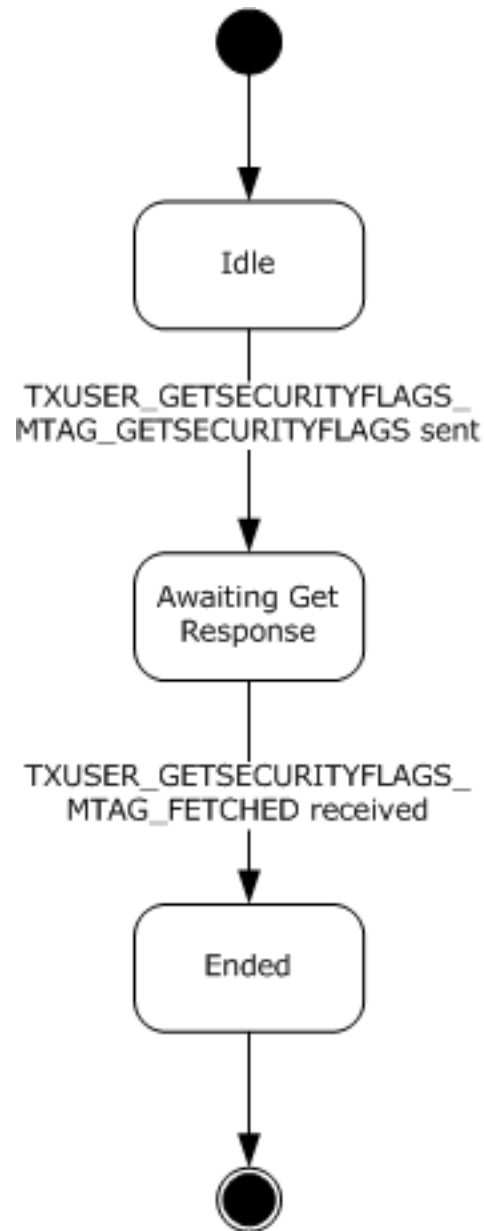 Idle
TXUSER_GETSECURITYFLAGS_
MTAG_GETSECURITYFLAGS sent
Awaiting Get
Response
TXUSER_GETSECURITYFLAGS_
MTAG_FETCHED received
Ended